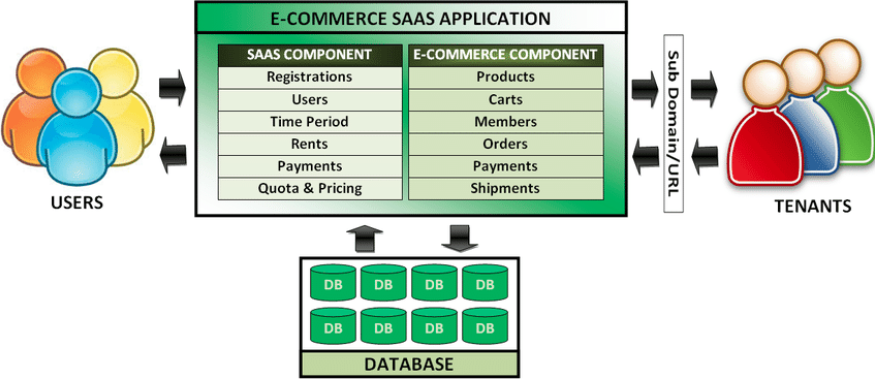 E-COMMERCE SAAS APPLICATION
SAAS COMPONENT
Registrations
Users
Time Period
Rents
Payments
Quota & Pricing
E-COMMERCE COMPONENT
Products
Carts
Members
Orders
Payments
Shipments
Sub Domain/URL
USERS
TENANTS
DB DB DB DB
DB DB DB DB
DATABASE